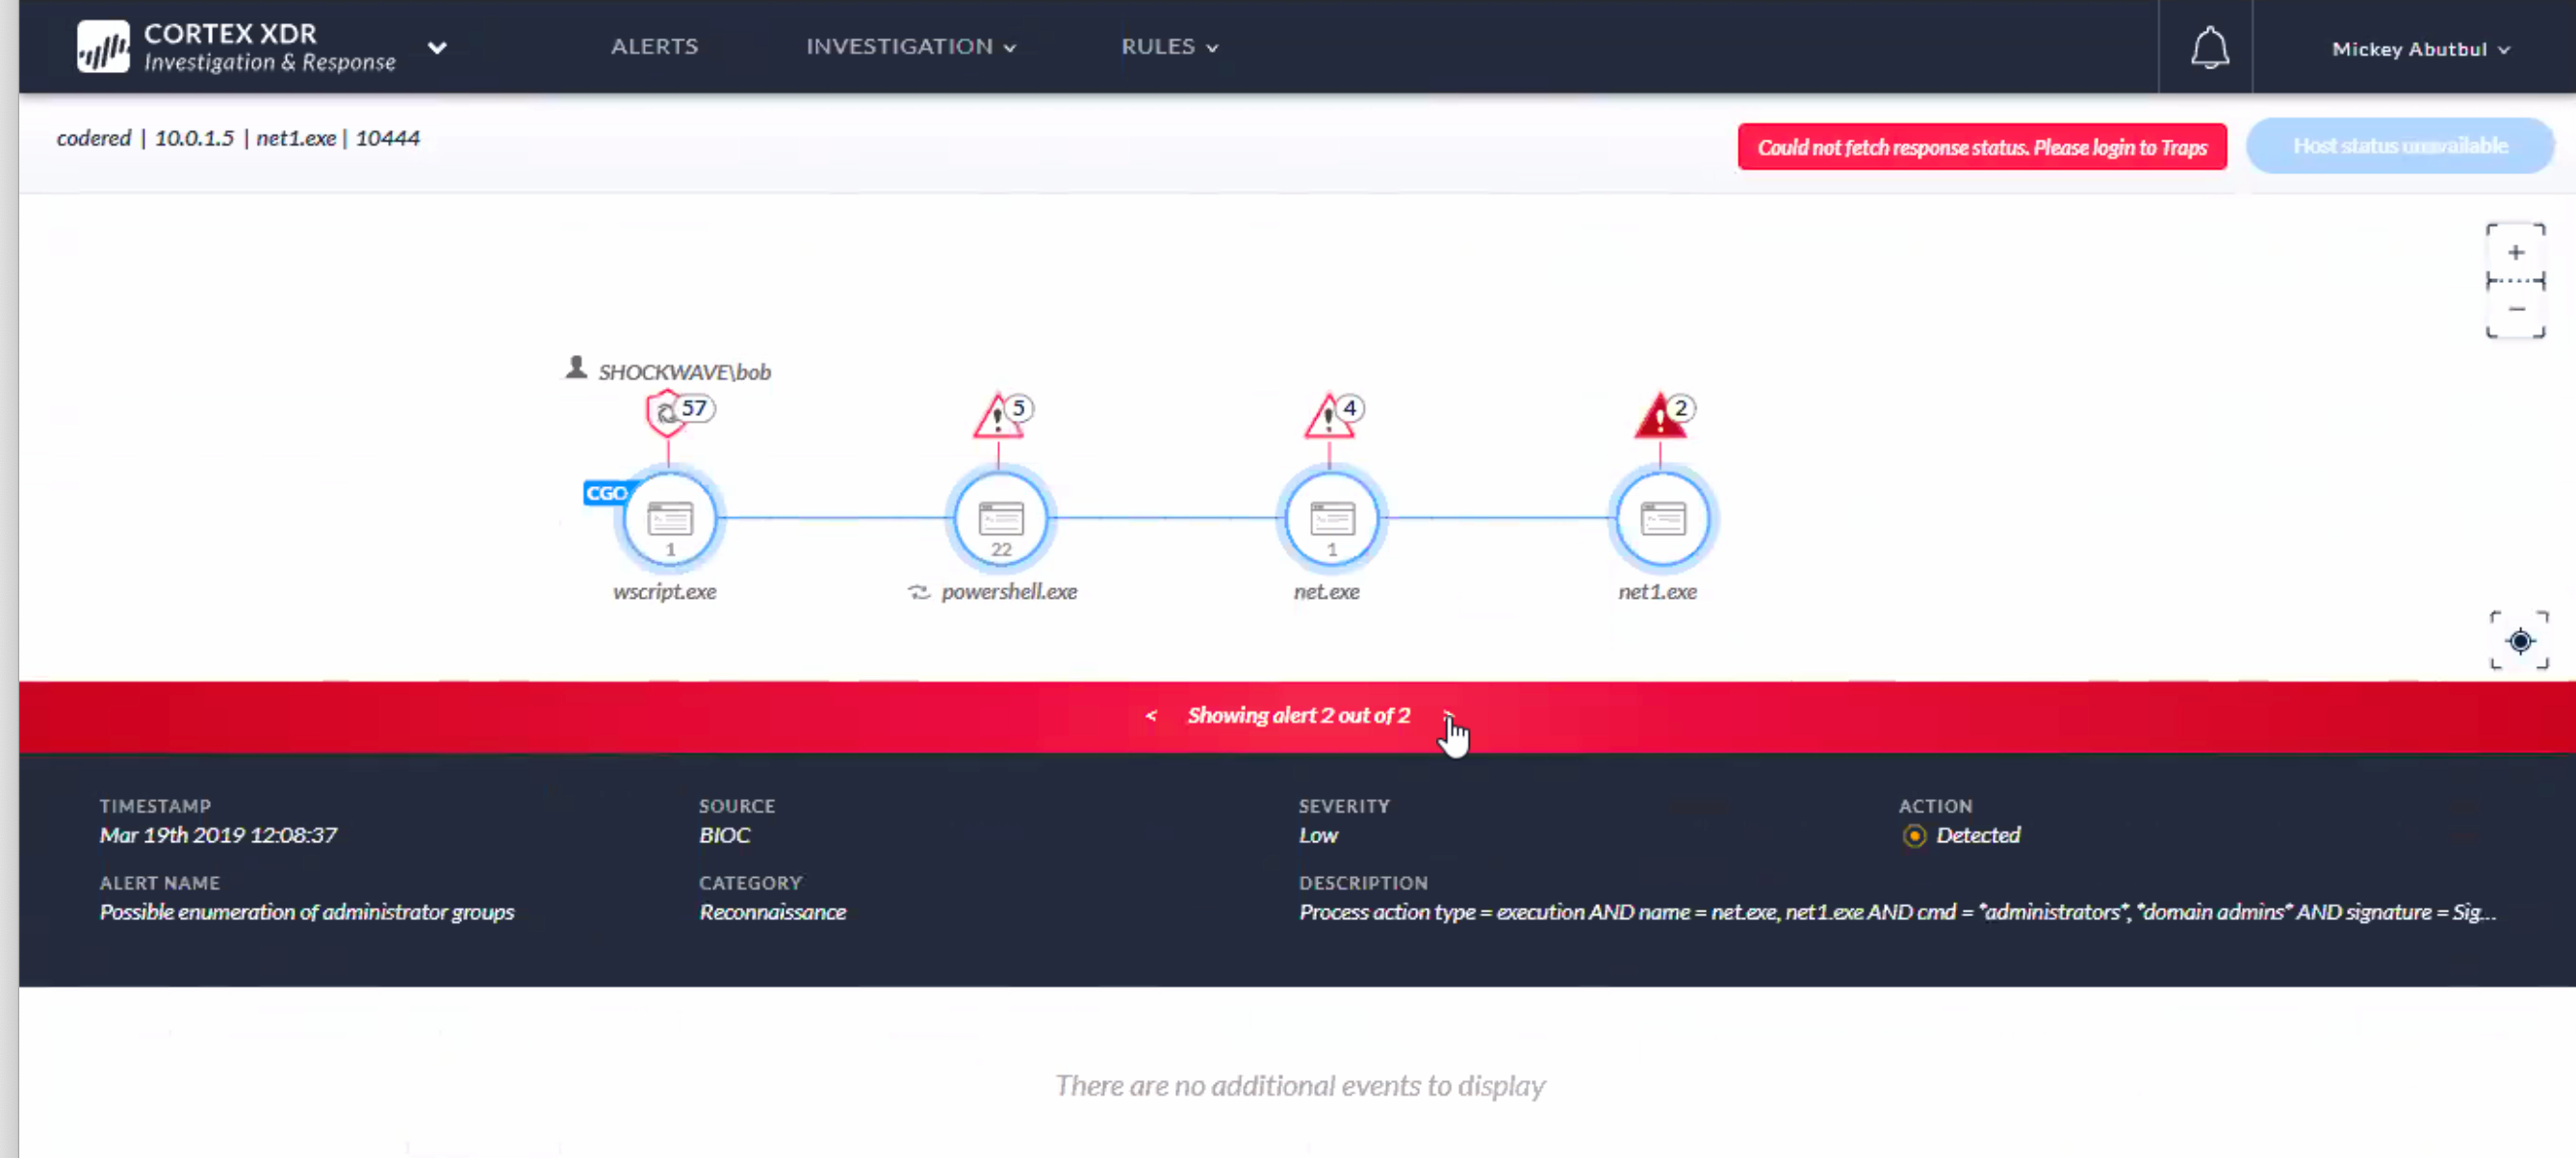 CORTEX XDR
Investigation & Response
ALERTS
INVESTIGATION
RULES
Mickey Abutbul
codered | 10.0.1.5 | net1.exe | 10444
Could not fetch response status. Please login to Traps
Host status unavailable
+
−
SHOCKWAVE\bob
57
5
4
2
CGO
1
22
1
wscript.exe
powershell.exe
net.exe
net1.exe
< Showing alert 2 out of 2 >
TIMESTAMP
Mar 19th 2019 12:08:37
SOURCE
BIOC
SEVERITY
Low
ACTION
Detected
ALERT NAME
Possible enumeration of administrator groups
CATEGORY
Reconnaissance
DESCRIPTION
Process action type = execution AND name = net.exe, net1.exe AND cmd = *administrators*, *domain admins* AND signature = Sig...
There are no additional events to display